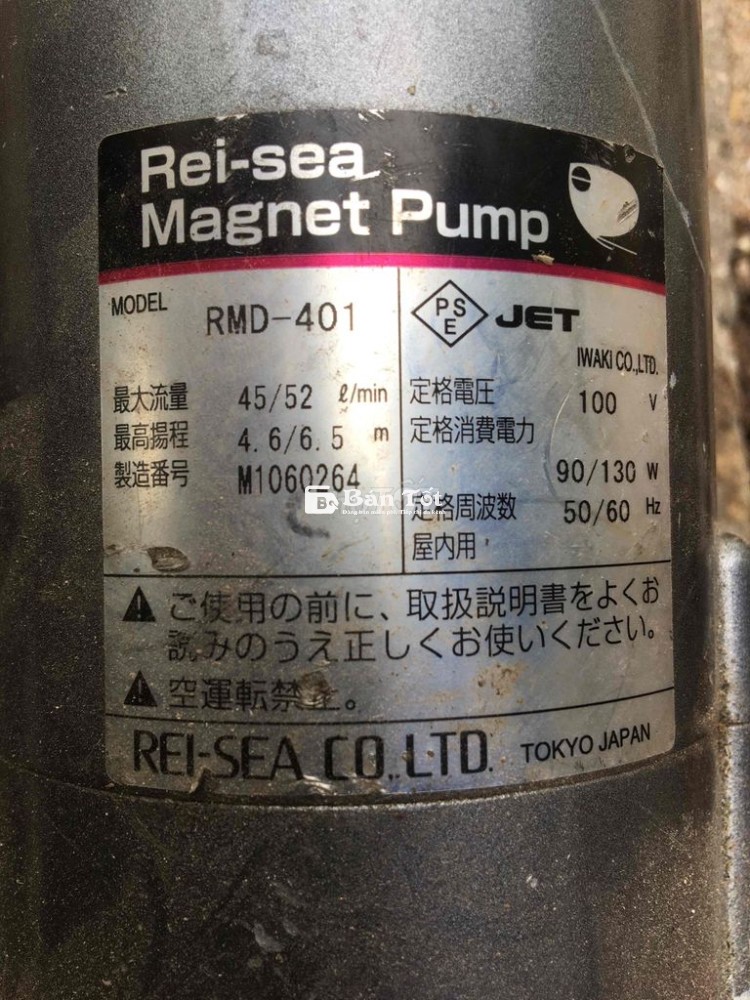 Rei-sea
Magnet Pump
MODEL RMD-401
最大流量 45/52 ℓ/min
最高揚程 4.6/6.5 m
製造番号 M1060264
PSE JET
IWAKI CO.,LTD.
定格電圧 100 V
定格消費電力
90/130 W
定格周波数 50/60 Hz
屋内用
Bán Tốt
⚠ご使用の前に、取扱説明書をよくお
読みのうえ正しくお使いください。
⚠空運転禁止。
REI-SEA CO.,LTD. TOKYO JAPAN